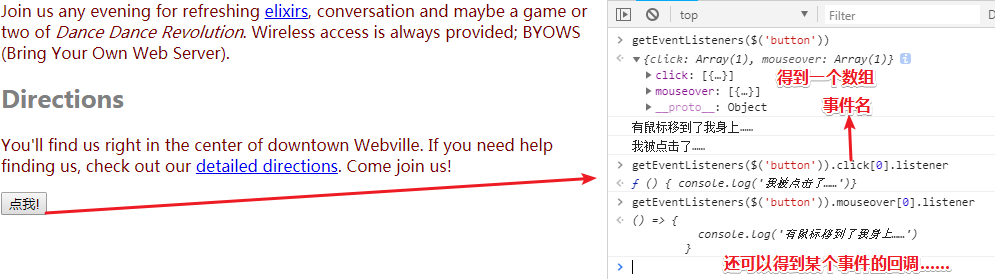 Join us any evening for refreshing elixirs, conversation and maybe a game or
two of Dance Dance Revolution. Wireless access is always provided; BYOWS
(Bring Your Own Web Server).
Directions
You'll find us right in the center of downtown Webville. If you need help
finding us, check out our detailed directions. Come join us!
点我!
top
Filter
D
getEventListeners($('button'))
{click: Array(1), mouseover: Array(1)}
click: [{…}]
mouseover: [{…}]
__proto__: Object
得到一个数组
事件名
有鼠标移到了我身上……
我被点击了……
getEventListeners($('button')).click[0].listener
ƒ () { console.log('我被点击了……')}
getEventListeners($('button')).mouseover[0].listener
() => {
console.log('有鼠标移到了我身上……')
}
还可以得到某个事件的回调……